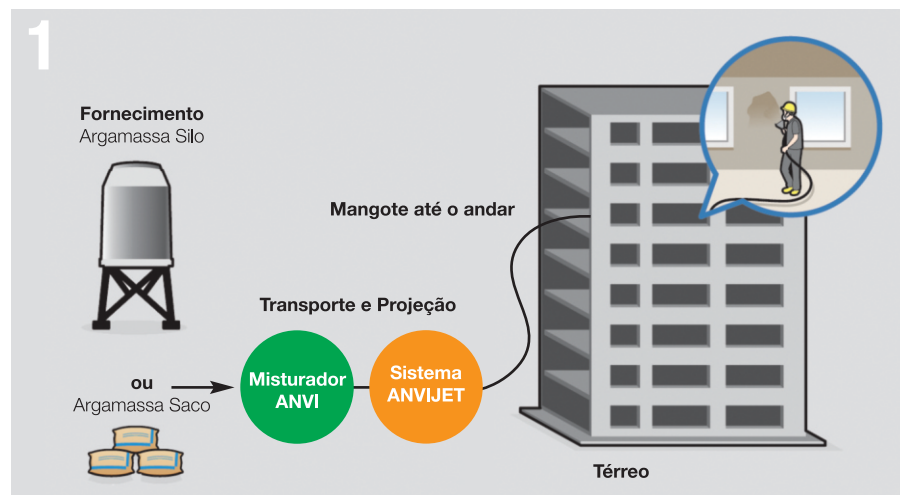 1
Fornecimento
Argamassa Silo
Mangote até o andar
Transporte e Projeção
ou
Argamassa Saco
Misturador
ANVI
Sistema
ANVIJET
Térreo